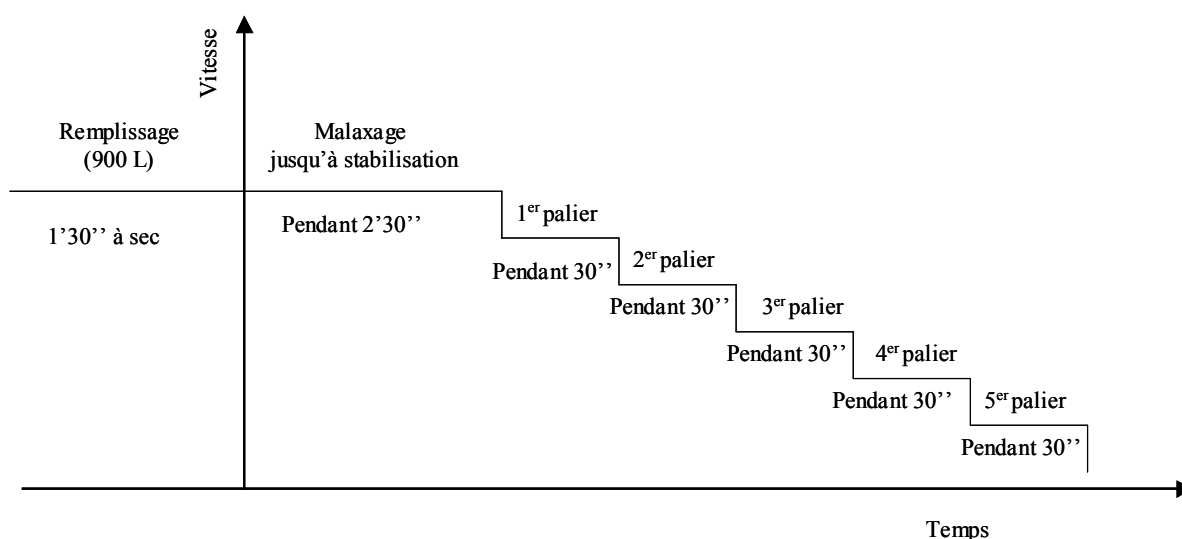 Vitesse
Remplissage
(900 L)
Malaxage
jusqu’à stabilisation
1’30’’ à sec
Pendant 2’30’’
1er palier
Pendant 30’’
2er palier
Pendant 30’’
3er palier
Pendant 30’’
4er palier
Pendant 30’’
5er palier
Pendant 30’’
Temps